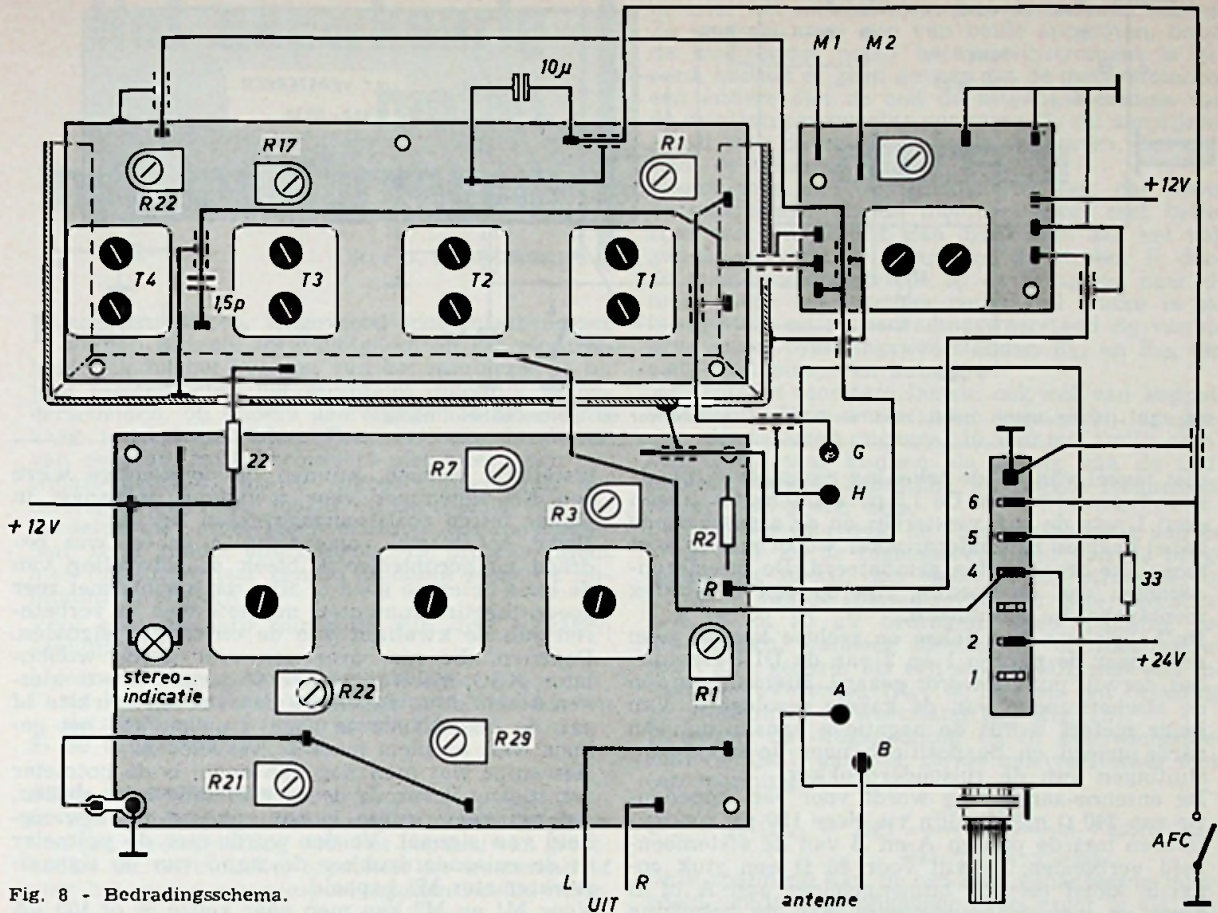 10μ
M1 M2
R17
R1
R22
+12V
T4
T3
T2
T1
1,5p
G
H
R7
22
R3
R2
+12V
R
6
5
4
33
2
+24V
1
stereo-
indicatie
R1
R22
A
R29
B
R21
AFC
L
R
UIT
antenne
Fig. 8 - Bedradingsschema.